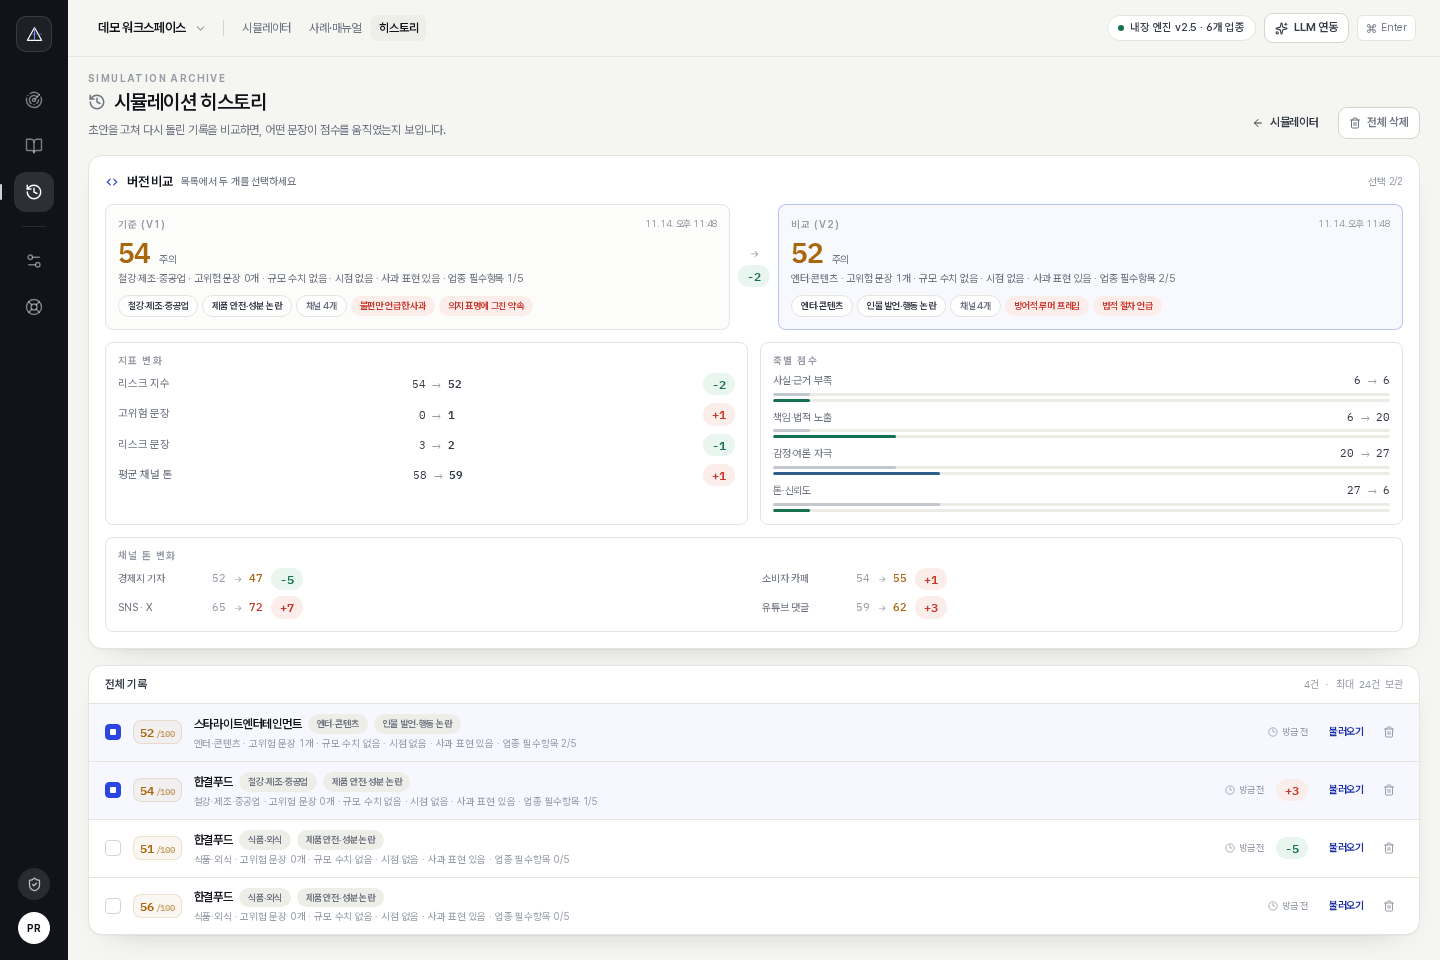 데모 워크스페이스 시뮬레이터 사례·매뉴얼 히스토리 내장 엔진 v2.5 · 6개 업종 LLM 연동 ⌘ Enter
SIMULATION ARCHIVE
시뮬레이션 히스토리
초안을 고쳐 다시 돌린 기록을 비교하면, 어떤 문장이 점수를 움직였는지 보입니다.
← 시뮬레이터 전체 삭제
버전 비교 목록에서 두 개를 선택하세요 선택 2/2
기준 (V1) 11. 14. 오후 11:48
54 주의
철강·제조·중공업 · 고위험 문장 0개 · 규모 수치 없음 · 시점 없음 · 사과 표현 있음 · 업종 필수항목 1/5
철강·제조·중공업 제품 안전·성분 논란 채널 4개 불편만 언급한 사과 의지 표명에 그친 약속
→
-2
비교 (V2) 11. 14. 오후 11:48
52 주의
엔터·콘텐츠 · 고위험 문장 1개 · 규모 수치 없음 · 시점 없음 · 사과 표현 있음 · 업종 필수항목 2/5
엔터·콘텐츠 인물 발언·행동 논란 채널 4개 방어적 루머 프레임 법적 절차 언급
지표 변화
리스크 지수 54 → 52 -2
고위험 문장 0 → 1 +1
리스크 문장 3 → 2 -1
평균 채널 톤 58 → 59 +1
축별 점수
사실·근거 부족 6 → 6
책임·법적 노출 6 → 20
감정·여론 자극 20 → 27
톤·신뢰도 27 → 6
채널 톤 변화
경제지 기자 52 → 47 -5
소비자 카페 54 → 55 +1
SNS · X 65 → 72 +7
유튜브 댓글 59 → 62 +3
전체 기록 4건 · 최대 24건 보관
52 /100 스타라이트엔터테인먼트 엔터·콘텐츠 인물 발언·행동 논란 방금 전 불러오기
엔터·콘텐츠 · 고위험 문장 1개 · 규모 수치 없음 · 시점 없음 · 사과 표현 있음 · 업종 필수항목 2/5
54 /100 한결푸드 철강·제조·중공업 제품 안전·성분 논란 방금 전 +3 불러오기
철강·제조·중공업 · 고위험 문장 0개 · 규모 수치 없음 · 시점 없음 · 사과 표현 있음 · 업종 필수항목 1/5
51 /100 한결푸드 식품·외식 제품 안전·성분 논란 방금 전 -5 불러오기
식품·외식 · 고위험 문장 0개 · 규모 수치 없음 · 시점 없음 · 사과 표현 있음 · 업종 필수항목 0/5
56 /100 한결푸드 식품·외식 제품 안전·성분 논란 방금 전 불러오기
식품·외식 · 고위험 문장 0개 · 규모 수치 없음 · 시점 없음 · 사과 표현 있음 · 업종 필수항목 0/5
PR